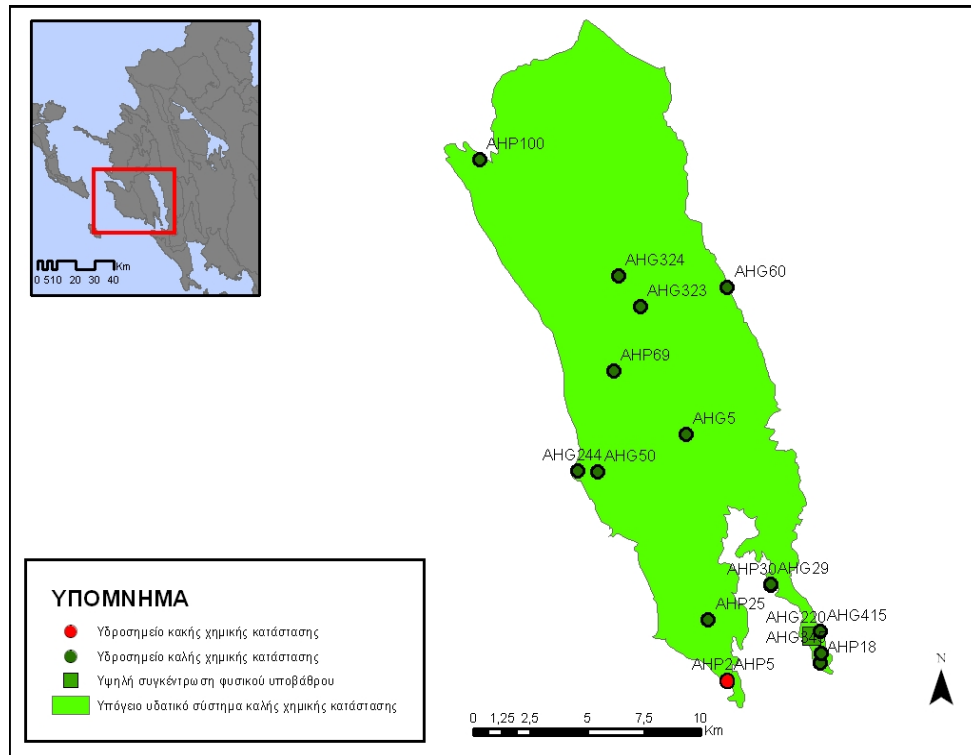 AHP100
AHG324
AHG60
AHG323
AHP69
AHG5
AHG244
AHG50
AHP30
AHG29
AHP25
AHG220
AHG415
AHP18
AHP2
AHP5
Km
0 5 10 20 30 40
ΥΠΟΜΝΗΜΑ
Υδροσημείο κακής χημικής κατάστασης
Υδροσημείο καλής χημικής κατάστασης
Υψηλή συγκέντρωση φυσικού υποβάθρου
Υπόγειο υδατικό σύστημα καλής χημικής κατάστασης
N
0 1,25 2,5 5 7,5 10
Km